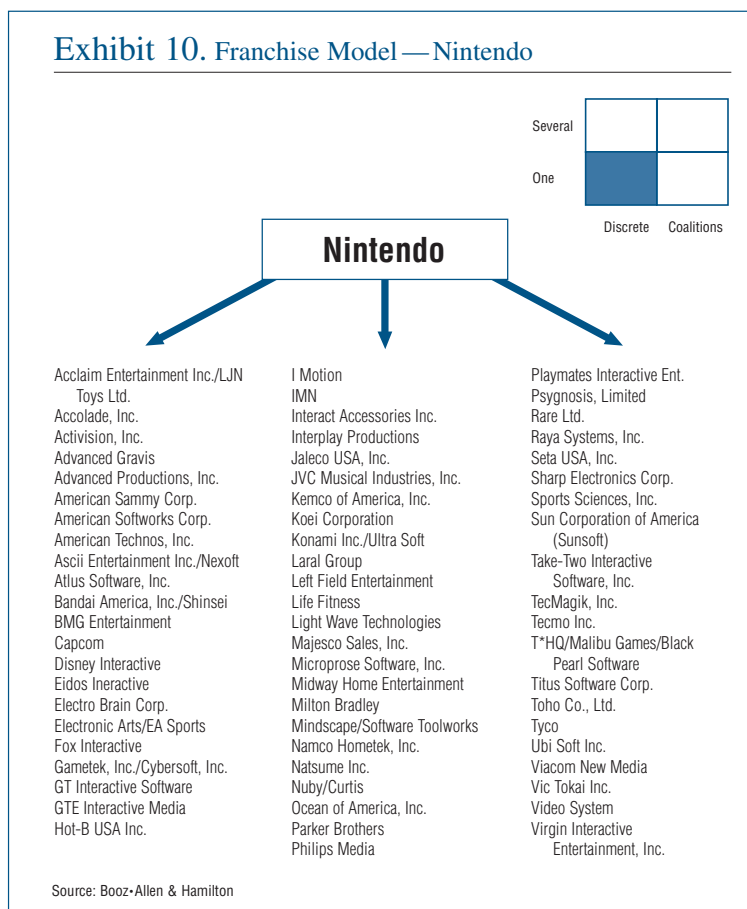 Exhibit 10. Franchise Model — Nintendo
Several
One
Discrete Coalitions
Nintendo
Acclaim Entertainment Inc./LJN
Toys Ltd.
Accolade, Inc.
Activision, Inc.
Advanced Gravis
Advanced Productions, Inc.
American Sammy Corp.
American Softworks Corp.
American Technos, Inc.
Ascii Entertainment Inc./Nexoft
Atlus Software, Inc.
Bandai America, Inc./Shinsei
BMG Entertainment
Capcom
Disney Interactive
Eidos Ineractive
Electro Brain Corp.
Electronic Arts/EA Sports
Fox Interactive
Gametek, Inc./Cybersoft, Inc.
GT Interactive Software
GTE Interactive Media
Hot-B USA Inc.
I Motion
IMN
Interact Accessories Inc.
Interplay Productions
Jaleco USA, Inc.
JVC Musical Industries, Inc.
Kemco of America, Inc.
Koei Corporation
Konami Inc./Ultra Soft
Laral Group
Left Field Entertainment
Life Fitness
Light Wave Technologies
Majesco Sales, Inc.
Microprose Software, Inc.
Midway Home Entertainment
Milton Bradley
Mindscape/Software Toolworks
Namco Hometek, Inc.
Natsume Inc.
Nuby/Curtis
Ocean of America, Inc.
Parker Brothers
Philips Media
Playmates Interactive Ent.
Psygnosis, Limited
Rare Ltd.
Raya Systems, Inc.
Seta USA, Inc.
Sharp Electronics Corp.
Sports Sciences, Inc.
Sun Corporation of America
(Sunsoft)
Take-Two Interactive
Software, Inc.
TecMagik, Inc.
Tecmo Inc.
T*HQ/Malibu Games/Black
Pearl Software
Titus Software Corp.
Toho Co., Ltd.
Tyco
Ubi Soft Inc.
Viacom New Media
Vic Tokai Inc.
Video System
Virgin Interactive
Entertainment, Inc.
Source: Booz•Allen & Hamilton